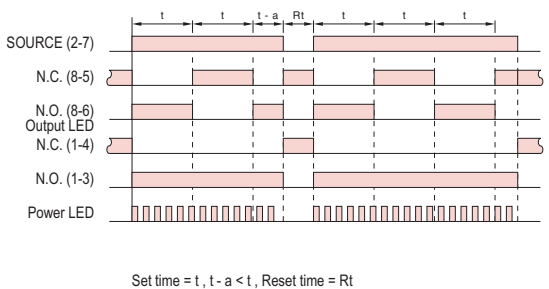 t t t - a Rt t t t
SOURCE (2-7)
N.C. (8-5)
N.O. (8-6)
Output LED
N.C. (1-4)
N.O. (1-3)
Power LED
Set time = t , t - a < t , Reset time = Rt